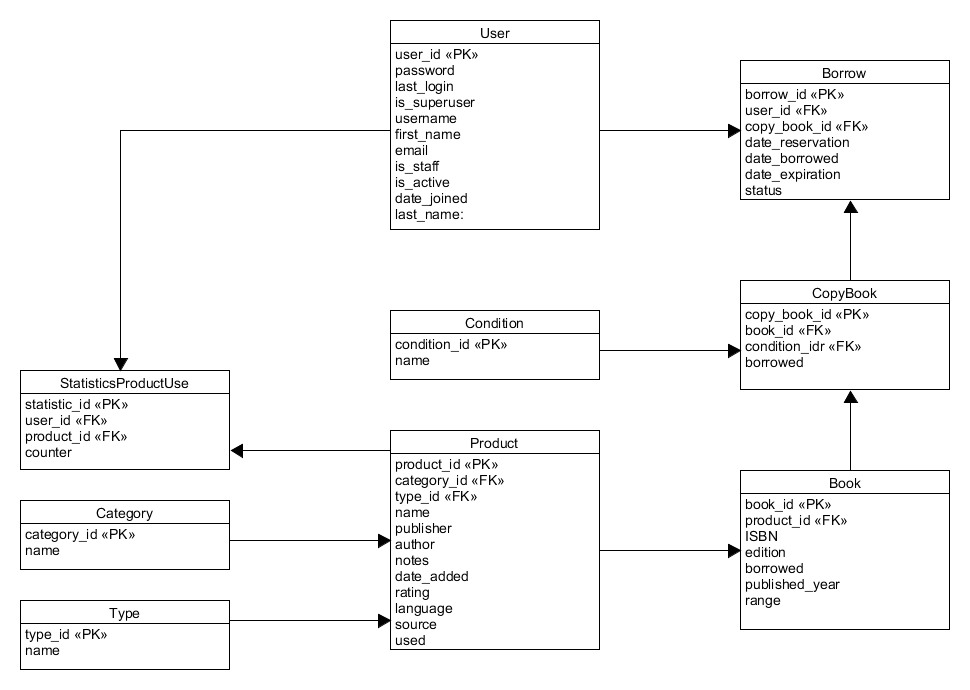 User
user_id «PK»
password
last_login
is_superuser
username
first_name
email
is_staff
is_active
date_joined
last_name:
Borrow
borrow_id «PK»
user_id «FK»
copy_book_id «FK»
date_reservation
date_borrowed
date_expiration
status
CopyBook
copy_book_id «PK»
book_id «FK»
condition_idr «FK»
borrowed
Condition
condition_id «PK»
name
StatisticsProductUse
statistic_id «PK»
user_id «FK»
product_id «FK»
counter
Product
product_id «PK»
category_id «FK»
type_id «FK»
name
publisher
author
notes
date_added
rating
language
source
used
Book
book_id «PK»
product_id «FK»
ISBN
edition
borrowed
published_year
range
Category
category_id «PK»
name
Type
type_id «PK»
name